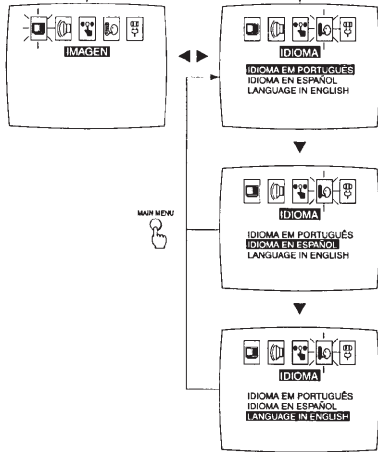 IMAGEN
IDIOMA
IDIOMA EM PORTUGUÊS
IDIOMA EN ESPAÑOL
LANGUAGE IN ENGLISH
MAIN MENU
IDIOMA
IDIOMA EM PORTUGUÊS
IDIOMA EN ESPAÑOL
LANGUAGE IN ENGLISH
IDIOMA
IDIOMA EM PORTUGUÊS
IDIOMA EN ESPAÑOL
LANGUAGE IN ENGLISH